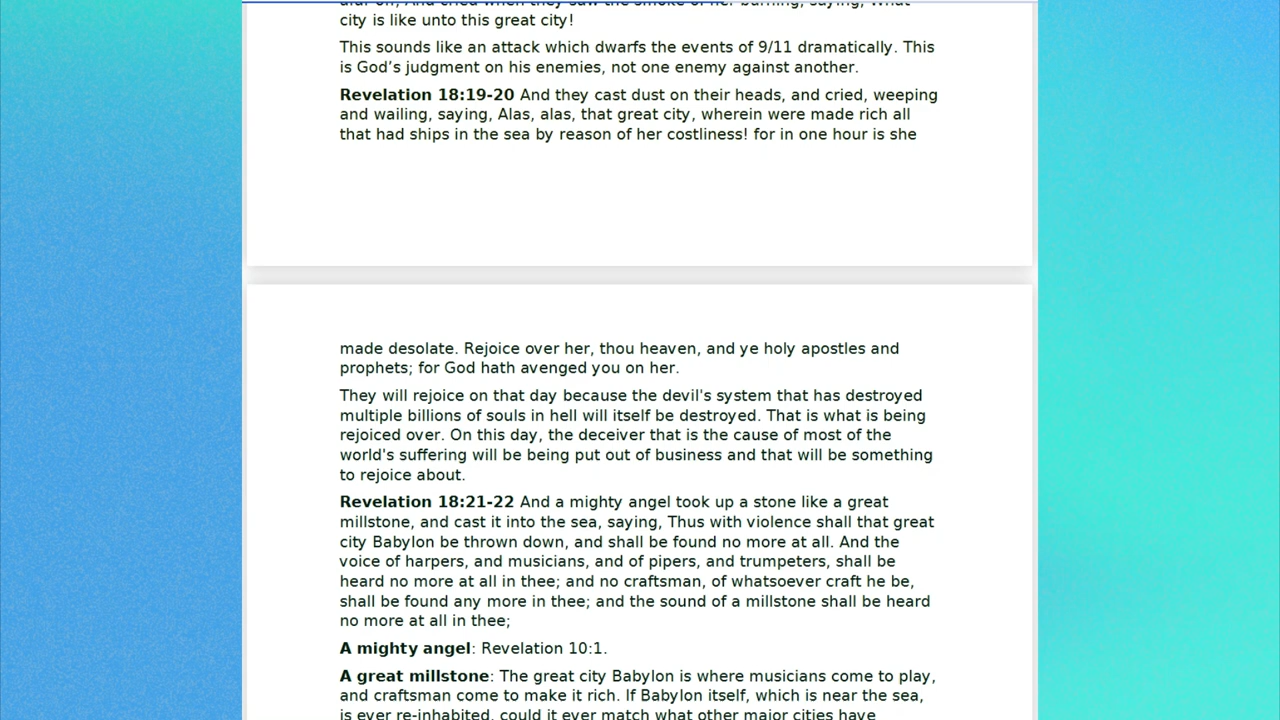 afar off, And cried when they saw the smoke of her burning, saying, What
city is like unto this great city!
This sounds like an attack which dwarfs the events of 9/11 dramatically. This
is God’s judgment on his enemies, not one enemy against another.
Revelation 18:19-20 And they cast dust on their heads, and cried, weeping
and wailing, saying, Alas, alas, that great city, wherein were made rich all
that had ships in the sea by reason of her costliness! for in one hour is she
made desolate. Rejoice over her, thou heaven, and ye holy apostles and
prophets; for God hath avenged you on her.
They will rejoice on that day because the devil's system that has destroyed
multiple billions of souls in hell will itself be destroyed. That is what is being
rejoiced over. On this day, the deceiver that is the cause of most of the
world's suffering will be being put out of business and that will be something
to rejoice about.
Revelation 18:21-22 And a mighty angel took up a stone like a great
millstone, and cast it into the sea, saying, Thus with violence shall that great
city Babylon be thrown down, and shall be found no more at all. And the
voice of harpers, and musicians, and of pipers, and trumpeters, shall be
heard no more at all in thee; and no craftsman, of whatsoever craft he be,
shall be found any more in thee; and the sound of a millstone shall be heard
no more at all in thee;
A mighty angel: Revelation 10:1.
A great millstone: The great city Babylon is where musicians come to play,
and craftsman come to make it rich. If Babylon itself, which is near the sea,
is ever re-inhabited, could it ever match what other major cities have